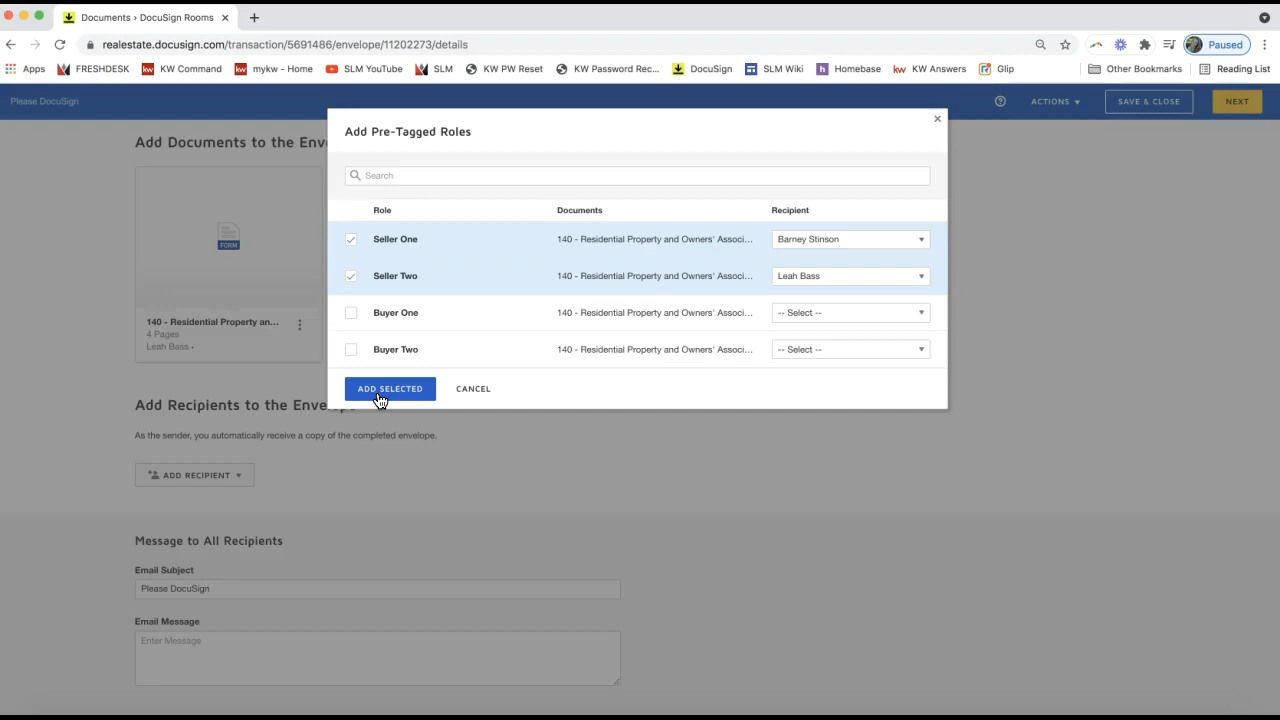 Documents › DocuSign Rooms
realestate.docusign.com/transaction/5691486/envelope/11202273/details
Paused
Apps FRESHDESK KW Command mykw - Home SLM YouTube SLM KW PW Reset KW Password Rec... DocuSign SLM Wiki Homebase kw KW Answers Glip Other Bookmarks Reading List
Please DocuSign
ACTIONS
SAVE & CLOSE
NEXT
Add Documents to the Enve
FORM
140 - Residential Property an...
4 Pages
Leah Bass •
Add Pre-Tagged Roles
Search
Role Documents Recipient
Seller One 140 - Residential Property and Owners' Associ... Barney Stinson
Seller Two 140 - Residential Property and Owners' Associ... Leah Bass
Buyer One 140 - Residential Property and Owners' Associ... -- Select --
Buyer Two 140 - Residential Property and Owners' Associ... -- Select --
ADD SELECTED CANCEL
Add Recipients to the Envelope
As the sender, you automatically receive a copy of the completed envelope.
ADD RECIPIENT
Message to All Recipients
Email Subject
Please DocuSign
Email Message
Enter Message